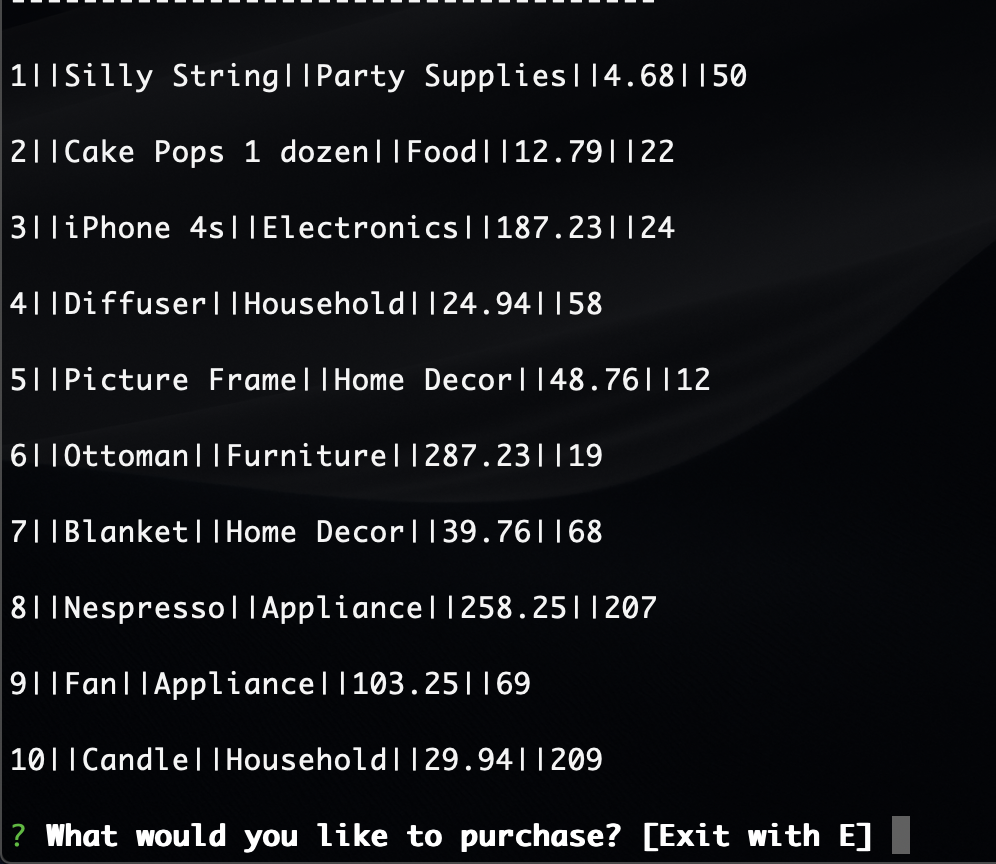 1||Silly String||Party Supplies||4.68||50
2||Cake Pops 1 dozen||Food||12.79||22
3||iPhone 4s||Electronics||187.23||24
4||Diffuser||Household||24.94||58
5||Picture Frame||Home Decor||48.76||12
6||Ottoman||Furniture||287.23||19
7||Blanket||Home Decor||39.76||68
8||Nespresso||Appliance||258.25||207
9||Fan||Appliance||103.25||69
10||Candle||Household||29.94||209
? What would you like to purchase? [Exit with E]